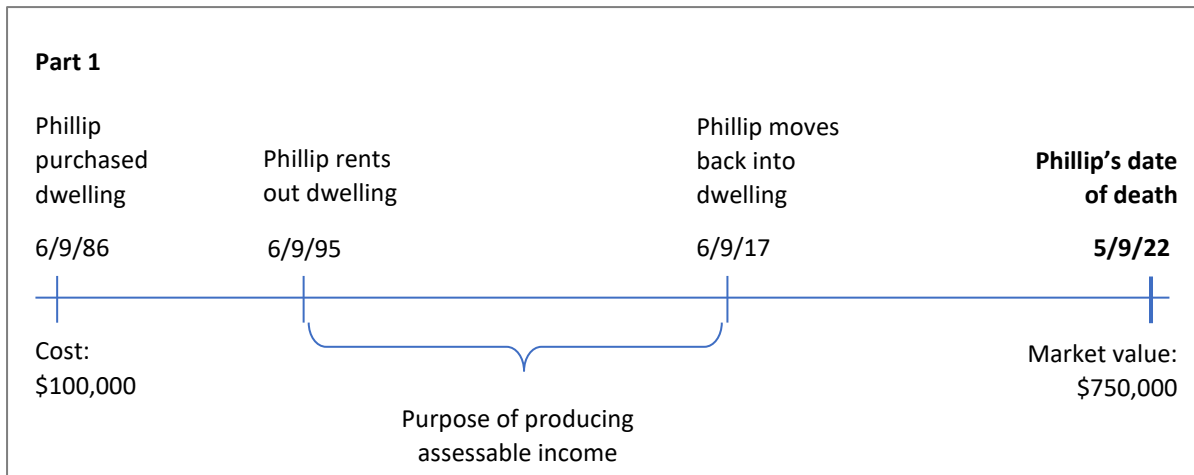 Part 1
Phillip
purchased
dwelling
Phillip rents
out dwelling
Phillip moves
back into
dwelling
Phillip’s date
of death
6/9/86
6/9/95
6/9/17
5/9/22
Cost:
$100,000
Purpose of producing
assessable income
Market value:
$750,000